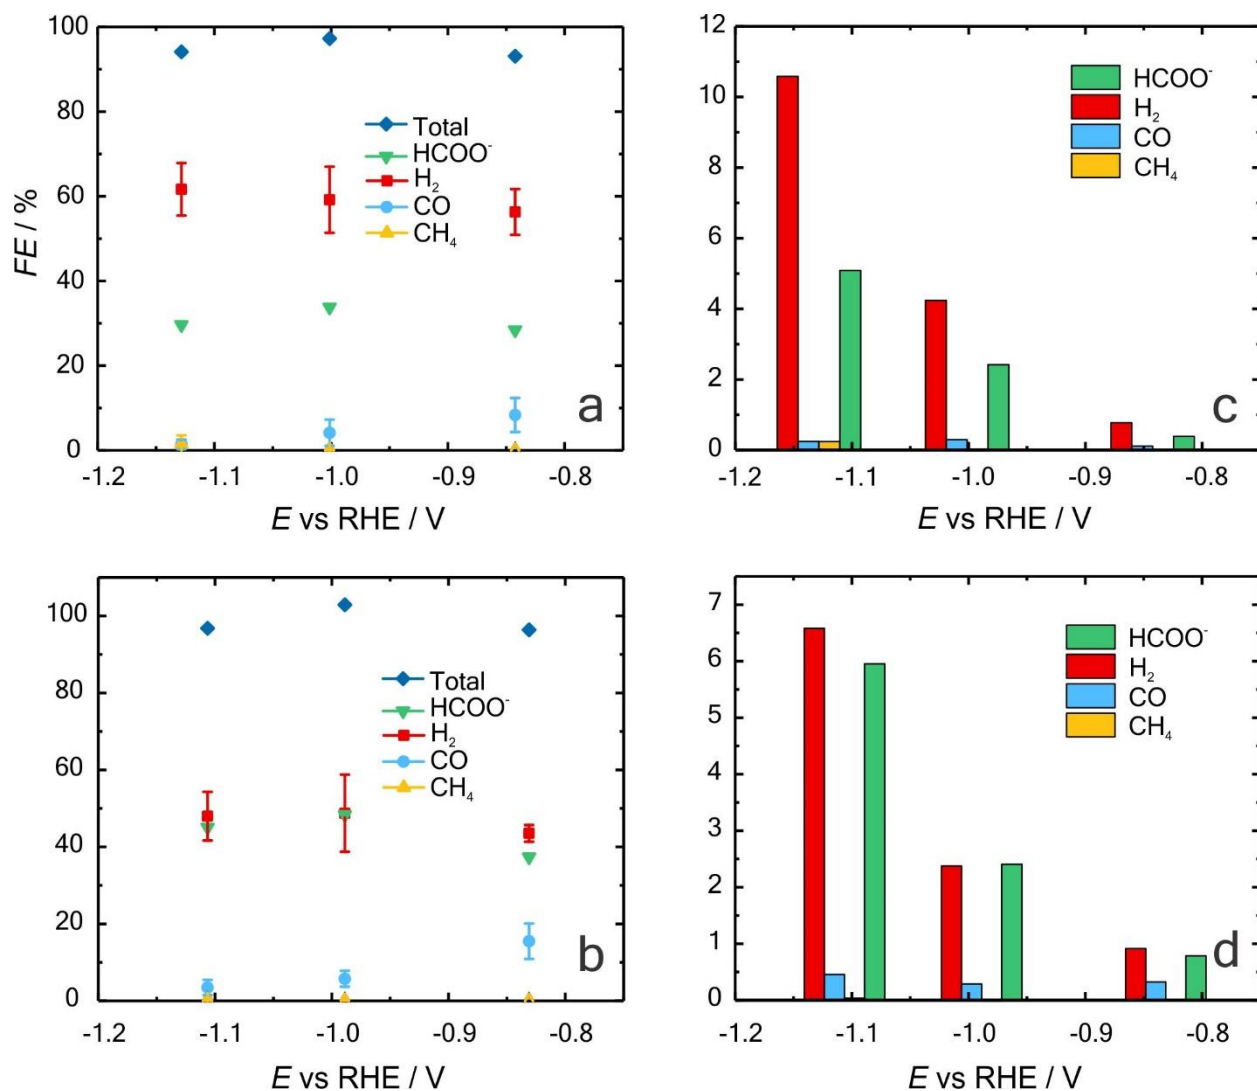 100
80
60
40
20
0
FE / %
Total
HCOO⁻
H₂
CO
CH₄
a
-1.2 -1.1 -1.0 -0.9 -0.8
E vs RHE / V
12
10
8
6
4
2
0
HCOO⁻
H₂
CO
CH₄
c
-1.2 -1.1 -1.0 -0.9 -0.8
E vs RHE / V
100
80
60
40
20
0
Total
HCOO⁻
H₂
CO
CH₄
b
-1.2 -1.1 -1.0 -0.9 -0.8
E vs RHE / V
7
6
5
4
3
2
1
0
HCOO⁻
H₂
CO
CH₄
d
-1.2 -1.1 -1.0 -0.9 -0.8
E vs RHE / V